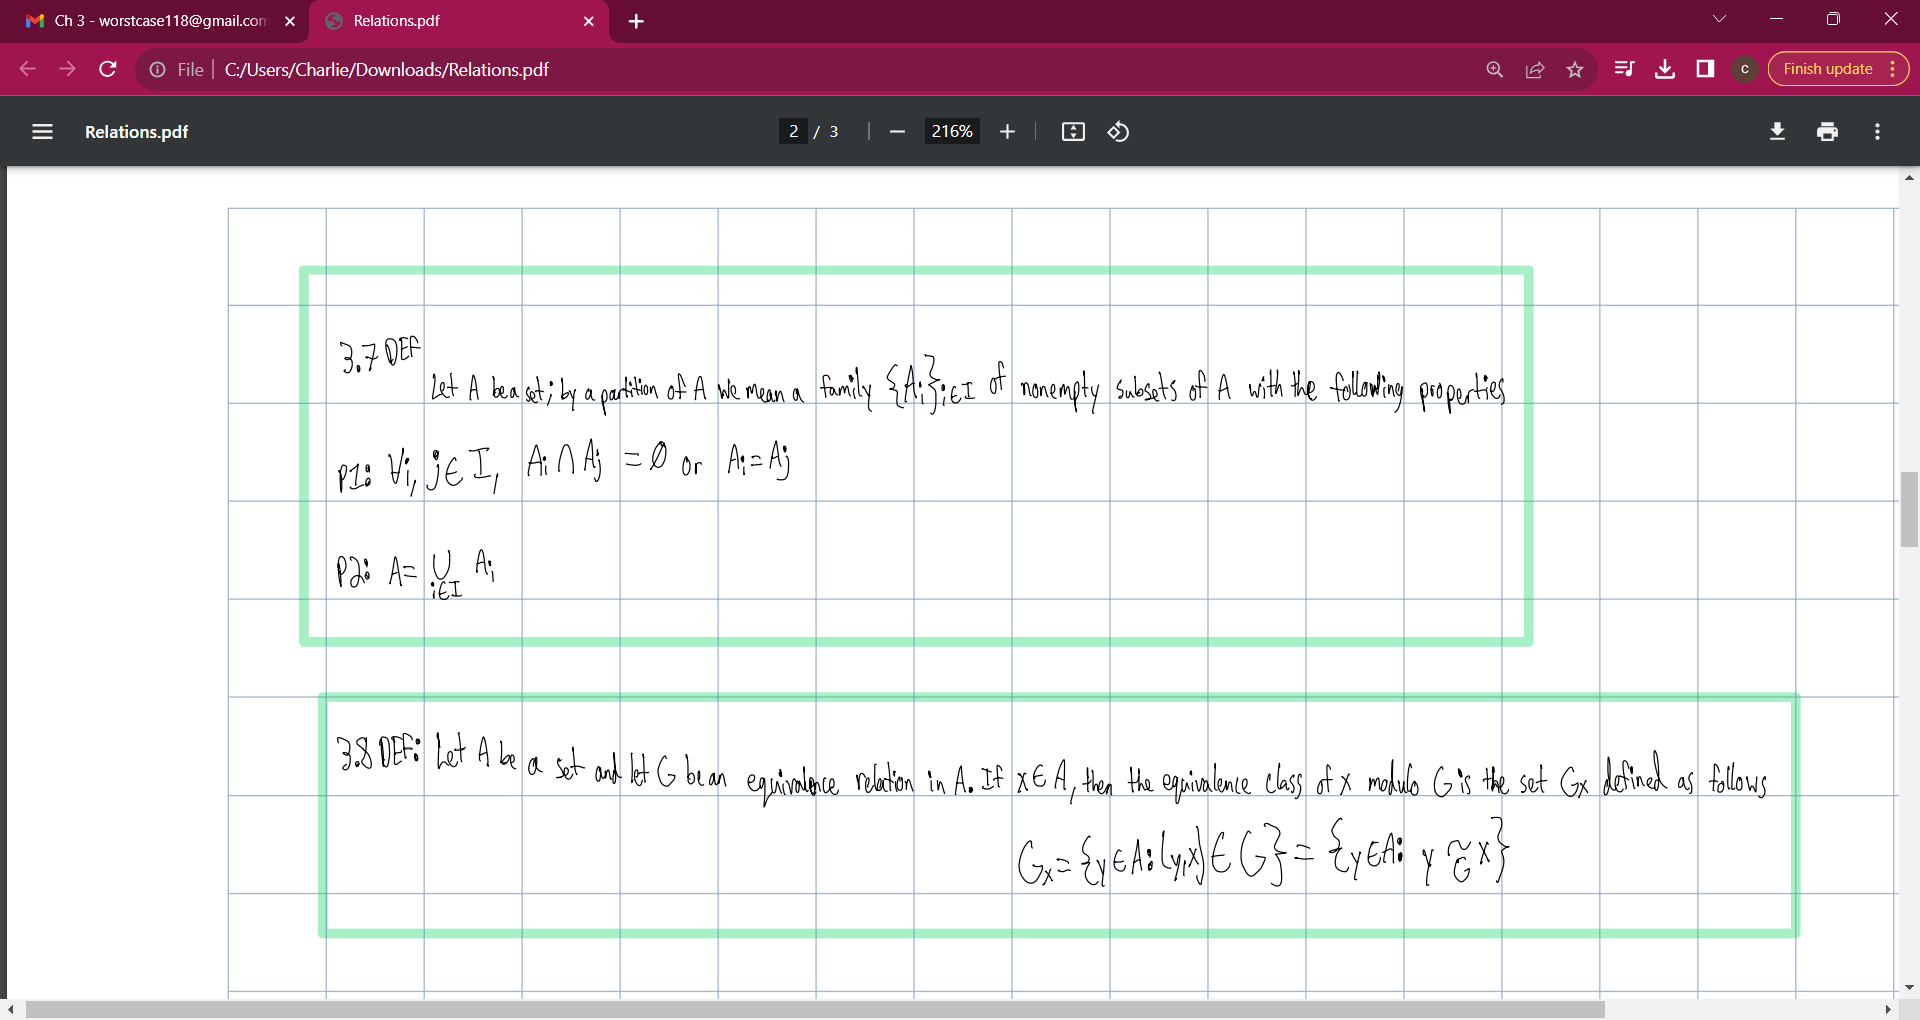 Ch 3 - worstcase118@gmail.com
Relations.pdf
File
C:/Users/Charlie/Downloads/Relations.pdf
C
Finish update
Relations.pdf
2 / 3
216%
3.7 DEF
Let A be a set; by a partition of A we mean a family {Aᵢ}ᵢ∈I of nonempty subsets of A with the following properties
P1: ∀i, j∈I, Aᵢ ∩ Aⱼ = ∅ or Aᵢ = Aⱼ
P2: A = ∪ Aᵢ
i∈I
3.8 DEF: Let A be a set and let G be an equivalence relation in A. If x∈A, then the equivalence class of x modulo G is the set Gx defined as follows
Gx = {y∈A: (y,x)∈G} = {y∈A: y ~G x}